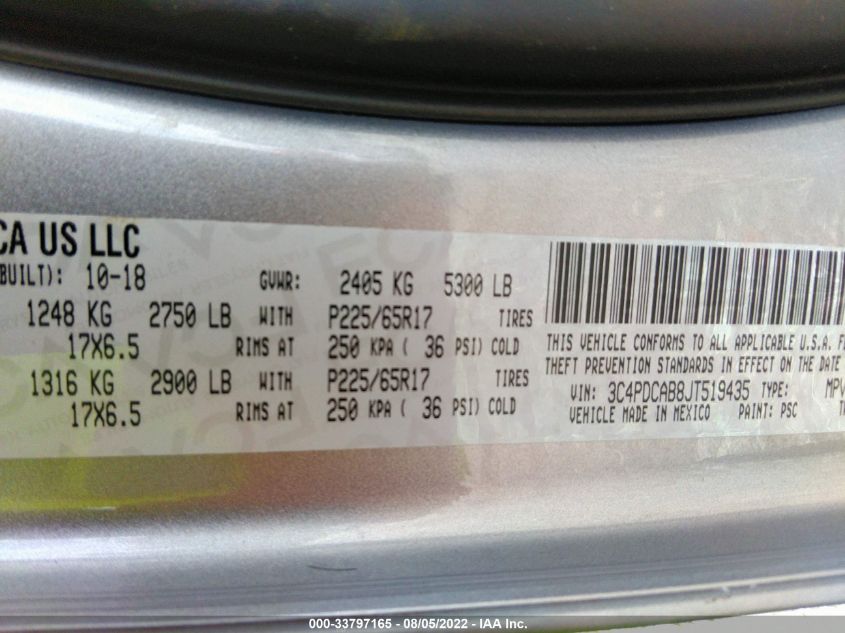 CA US LLC
BUILT): 10-18 GVWR: 2405 KG 5300 LB
1248 KG 2750 LB WITH P225/65R17 TIRES
17X6.5 RIMS AT 250 KPA ( 36 PSI) COLD
1316 KG 2900 LB WITH P225/65R17 TIRES
17X6.5 RIMS AT 250 KPA ( 36 PSI) COLD
THIS VEHICLE CONFORMS TO ALL APPLICABLE U.S.A. F
THEFT PREVENTION STANDARDS IN EFFECT ON THE DATE
VIN: 3C4PDCAB8JT519435 TYPE: MPV
VEHICLE MADE IN MEXICO PAINT: PSC
000-33797165 - 08/05/2022 - IAA Inc.